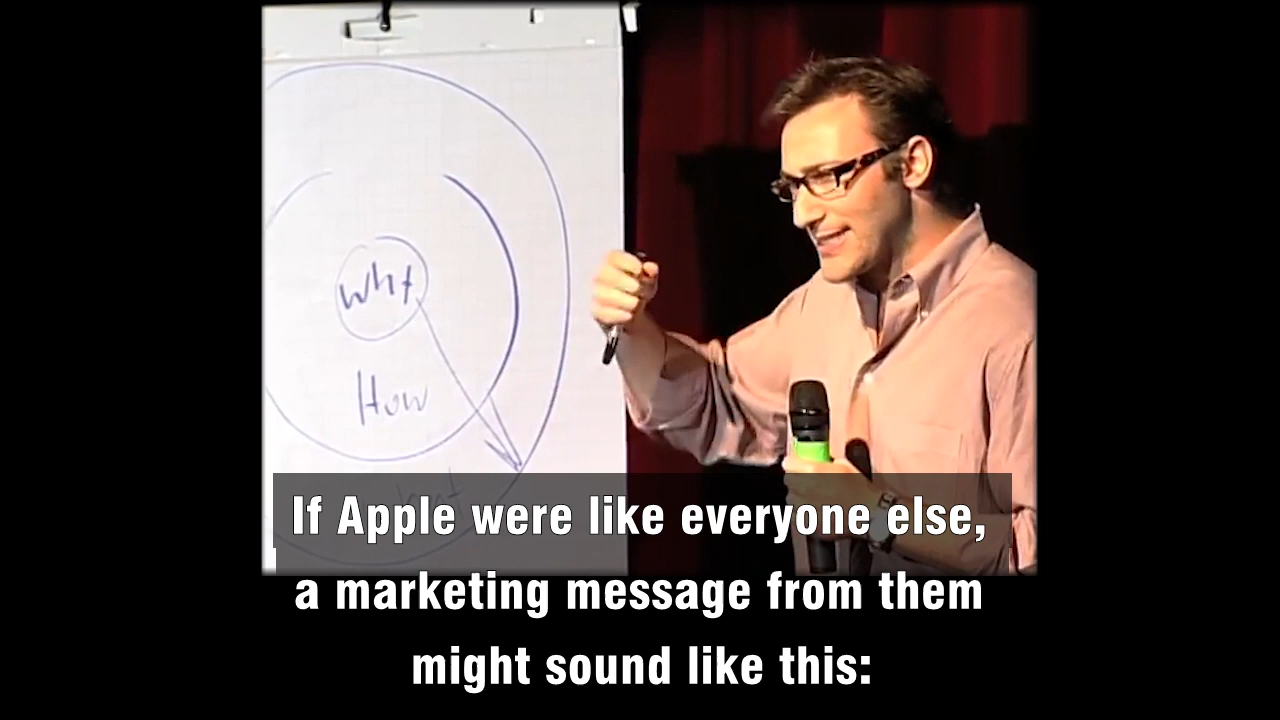 why
How
If Apple were like everyone else,
a marketing message from them
might sound like this: